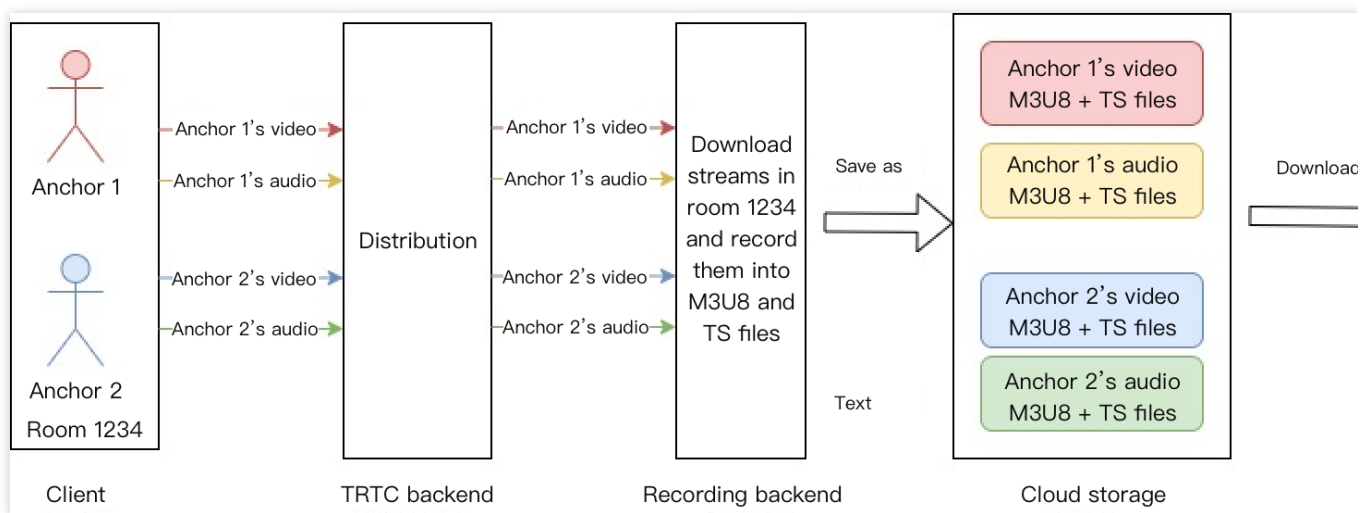 Anchor 1
Anchor 2
Room 1234
Client
Anchor 1's video
Anchor 1's audio
Anchor 2's video
Anchor 2's audio
Distribution
TRTC backend
Anchor 1's video
Anchor 1's audio
Anchor 2's video
Anchor 2's audio
Download
streams in
room 1234
and record
them into
M3U8 and
TS files
Recording backend
Save as
Text
Anchor 1's video
M3U8 + TS files
Anchor 1's audio
M3U8 + TS files
Anchor 2's video
M3U8 + TS files
Anchor 2's audio
M3U8 + TS files
Cloud storage
Download